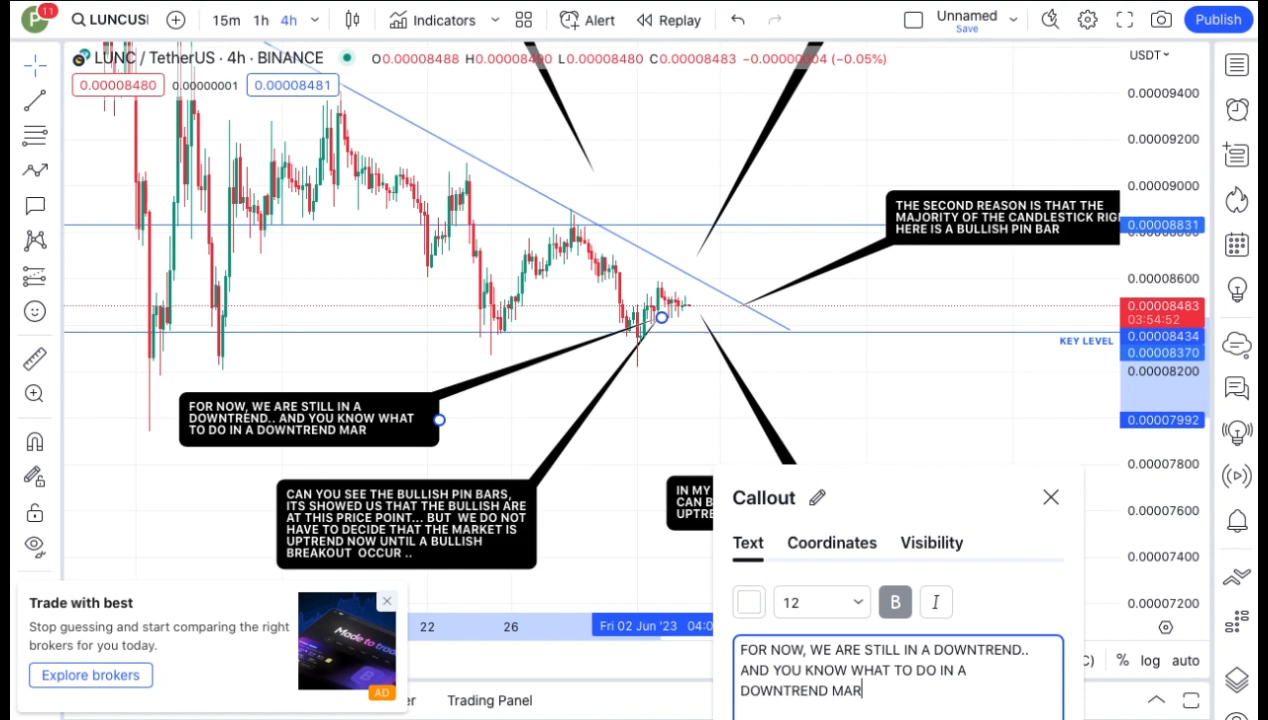 P 11 LUNCUS 15m 1h 4h Indicators Alert Replay Unnamed Save Publish
LUNC / TetherUS · 4h · BINANCE O0.00008488 H0.00008490 L0.00008480 C0.00008483 −0.00000004 (−0.05%) USDT
0.00008480 0.00000001 0.00008481
0.00009400
0.00009200
0.00009000
THE SECOND REASON IS THAT THE
MAJORITY OF THE CANDLESTICK RIG
HERE IS A BULLISH PIN BAR
0.00008831
0.00008600
0.00008483
03:54:52
0.00008434
KEY LEVEL
0.00008370
0.00008200
0.00007992
FOR NOW, WE ARE STILL IN A
DOWNTREND.. AND YOU KNOW WHAT
TO DO IN A DOWNTREND MAR
0.00007800
0.00007600
0.00007400
0.00007200
CAN YOU SEE THE BULLISH PIN BARS,
ITS SHOWED US THAT THE BULLISH ARE
AT THIS PRICE POINT... BUT WE DO NOT
HAVE TO DECIDE THAT THE MARKET IS
UPTREND NOW UNTIL A BULLISH
BREAKOUT OCCUR ..
IN MY
CAN B
UPTRE
Callout
Text Coordinates Visibility
12 B I
FOR NOW, WE ARE STILL IN A DOWNTREND..
AND YOU KNOW WHAT TO DO IN A
DOWNTREND MAR
Trade with best
Stop guessing and start comparing the right
brokers for you today.
Explore brokers
Made to trad
AD
22 26 Fri 02 Jun '23 04:0
C) % log auto
er Trading Panel